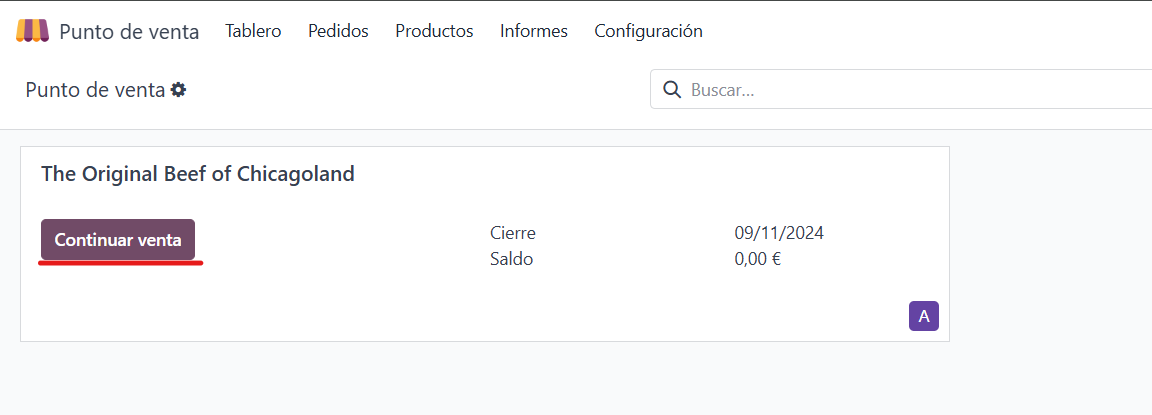 Punto de venta Tablero Pedidos Productos Informes Configuración
Punto de venta Buscar...
The Original Beef of Chicagoland
Continuar venta Cierre 09/11/2024
Saldo 0,00 €
A